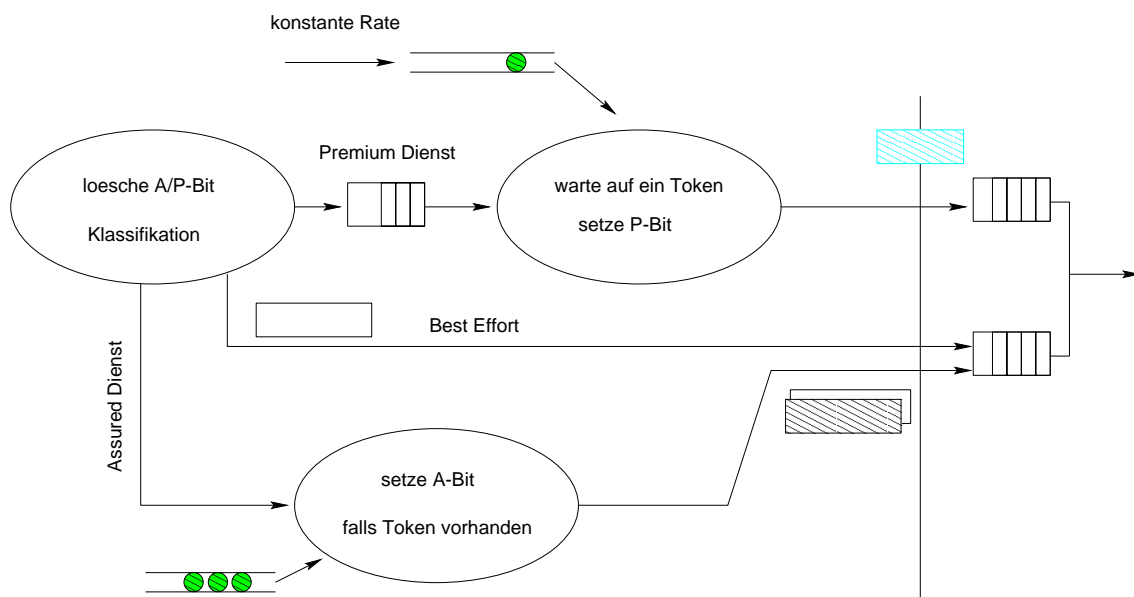 konstante Rate
Premium Dienst
loesche A/P-Bit
Klassifikation
warte auf ein Token
setze P-Bit
Best Effort
Assured Dienst
setze A-Bit
falls Token vorhanden